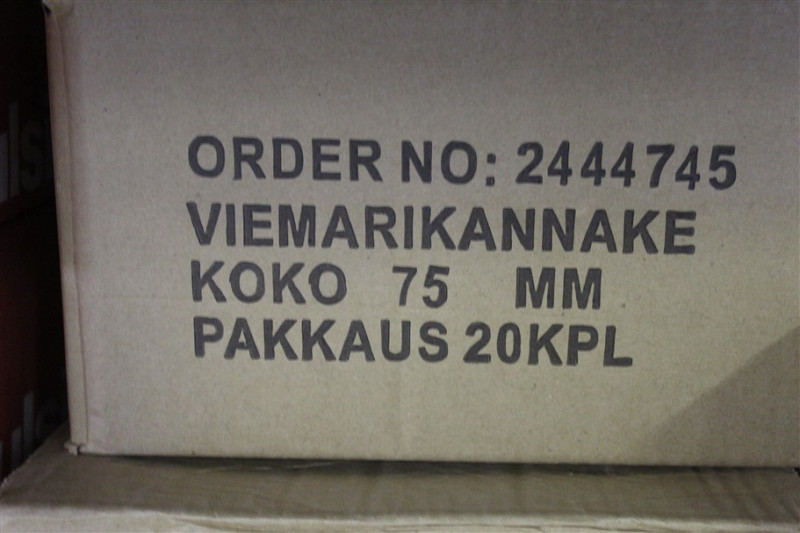 ORDER NO: 2444745
VIEMARIKANNAKE
KOKO 75 MM
PAKKAUS 20KPL